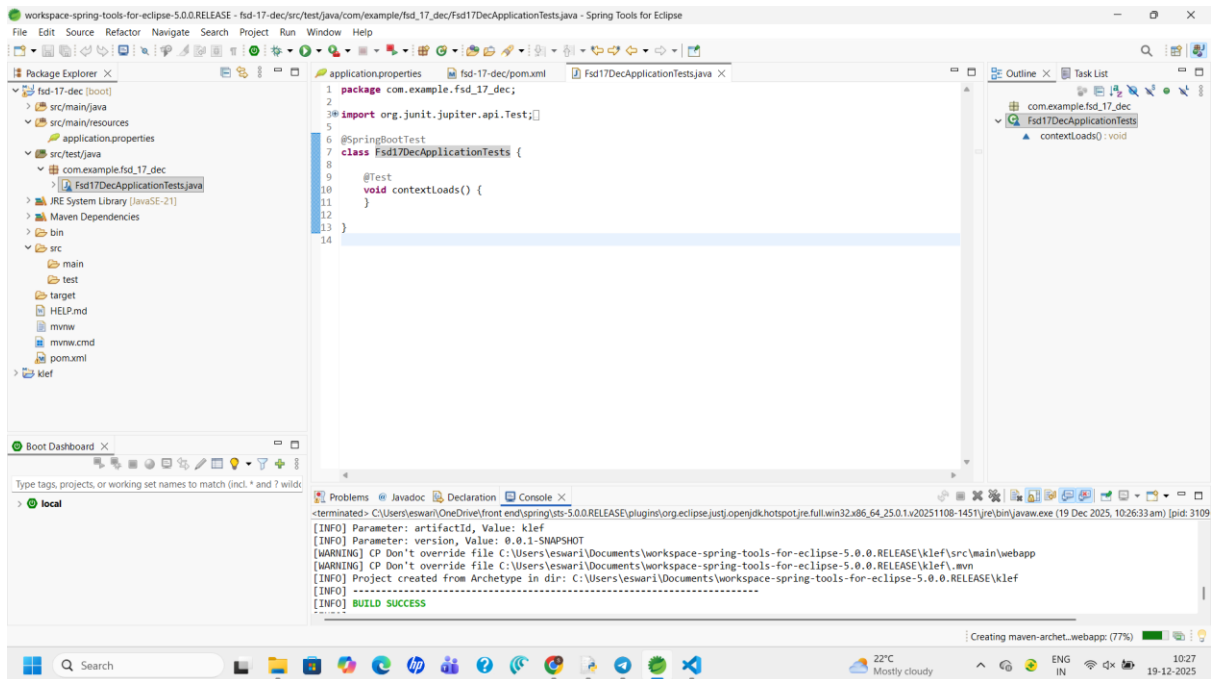 workspace-spring-tools-for-eclipse-5.0.0.RELEASE - fsd-17-dec/src/test/java/com/example/fsd_17_dec/Fsd17DecApplicationTests.java - Spring Tools for Eclipse
File Edit Source Refactor Navigate Search Project Run Window Help
Package Explorer
fsd-17-dec [boot]
src/main/java
src/main/resources
application.properties
src/test/java
com.example.fsd_17_dec
Fsd17DecApplicationTests.java
JRE System Library [JavaSE-21]
Maven Dependencies
bin
src
main
test
target
HELP.md
mvnw
mvnw.cmd
pom.xml
klef
Boot Dashboard
Type tags, projects, or working set names to match (incl. * and ? wildc
local
application.properties fsd-17-dec/pom.xml Fsd17DecApplicationTests.java
1 package com.example.fsd_17_dec;
2
3 import org.junit.jupiter.api.Test;
5
6 @SpringBootTest
7 class Fsd17DecApplicationTests {
8
9 @Test
10 void contextLoads() {
11 }
12
13 }
14
Outline Task List
com.example.fsd_17_dec
Fsd17DecApplicationTests
contextLoads() : void
Problems Javadoc Declaration Console
<terminated> C:\Users\eswari\OneDrive\front end\spring\sts-5.0.0.RELEASE\plugins\org.eclipse.justj.openjdk.hotspot.jre.full.win32.x86_64_25.0.1.v20251108-1451\jre\bin\javaw.exe (19 Dec 2025, 10:26:33 am) [pid: 3109
[INFO] Parameter: artifactId, Value: klef
[INFO] Parameter: version, Value: 0.0.1-SNAPSHOT
[WARNING] CP Don't override file C:\Users\eswari\Documents\workspace-spring-tools-for-eclipse-5.0.0.RELEASE\klef\src\main\webapp
[WARNING] CP Don't override file C:\Users\eswari\Documents\workspace-spring-tools-for-eclipse-5.0.0.RELEASE\klef\.mvn
[INFO] Project created from Archetype in dir: C:\Users\eswari\Documents\workspace-spring-tools-for-eclipse-5.0.0.RELEASE\klef
[INFO] ------------------------------------------------------------------------
[INFO] BUILD SUCCESS
Creating maven-archet...webapp: (77%)
Search
22°C
Mostly cloudy
ENG
IN
10:27
19-12-2025